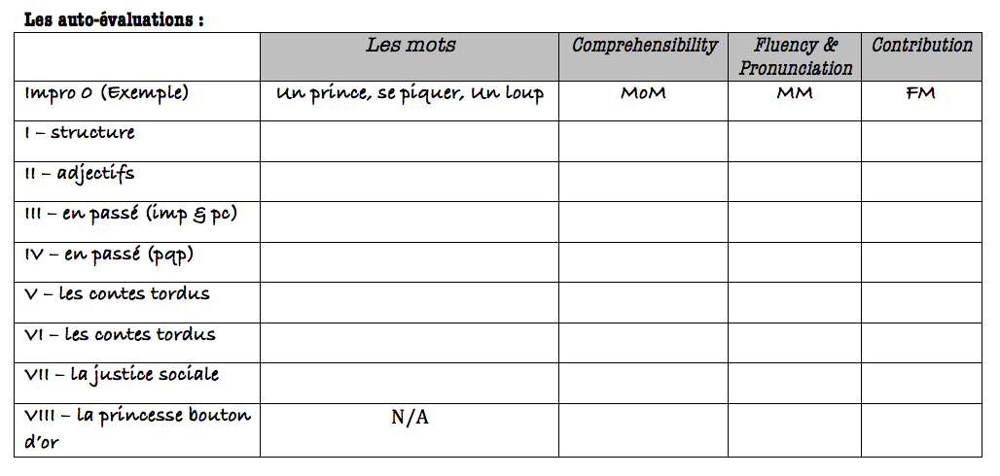 Les auto-évaluations :
Les mots Comprehensibility Fluency &
Pronunciation Contribution
Impro 0 (Exemple) Un prince, se piquer, Un loup MoM MM FM
I – structure
II – adjectifs
III – en passé (imp & pc)
IV – en passé (pqp)
V – les contes tordus
VI – les contes tordus
VII – la justice sociale
VIII – la princesse bouton
d'or N/A